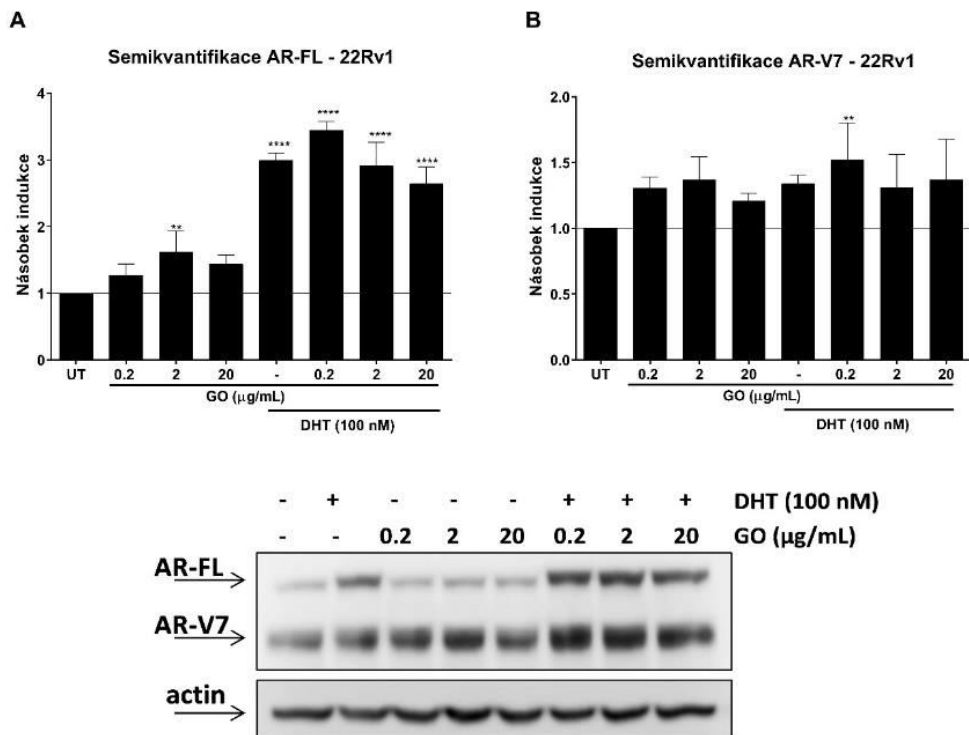 A
Semikvantifikace AR-FL - 22Rv1
Násobek indukce
4
3
2
1
0
**
****
****
****
****
UT 0.2 2 20 - 0.2 2 20
GO (µg/mL)
DHT (100 nM)
B
Semikvantifikace AR-V7 - 22Rv1
Násobek indukce
2.0
1.5
1.0
0.5
0.0
**
UT 0.2 2 20 - 0.2 2 20
GO (µg/mL)
DHT (100 nM)
- + - - - + + + DHT (100 nM)
- - 0.2 2 20 0.2 2 20 GO (µg/mL)
AR-FL
AR-V7
actin